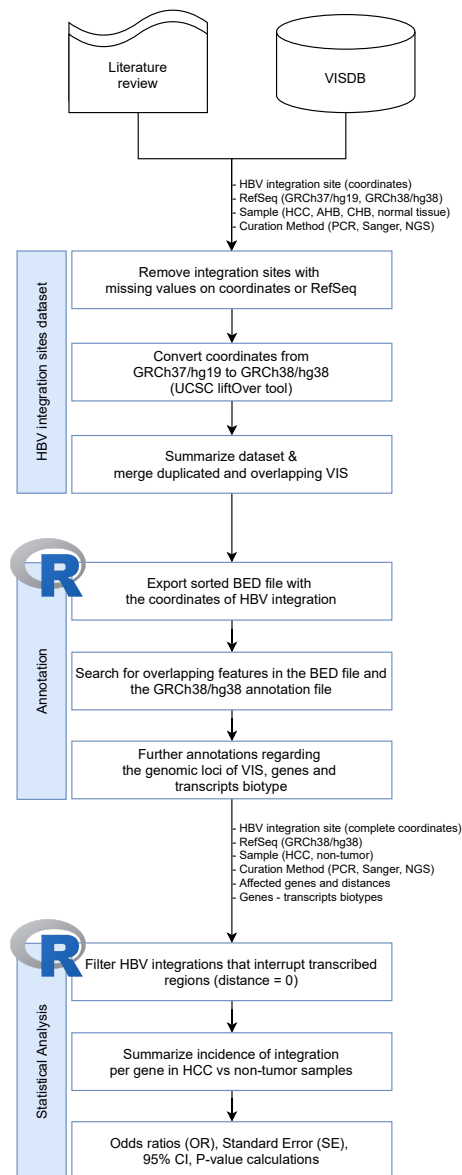 Literature
review
VISDB
- HBV integration site (coordinates)
- RefSeq (GRCh37/hg19, GRCh38/hg38)
- Sample (HCC, AHB, CHB, normal tissue)
- Curation Method (PCR, Sanger, NGS)
HBV integration sites dataset
Remove integration sites with
missing values on coordinates or RefSeq
Convert coordinates from
GRCh37/hg19 to GRCh38/hg38
(UCSC liftOver tool)
Summarize dataset &
merge duplicated and overlapping VIS
R
Annotation
Export sorted BED file with
the coordinates of HBV integration
Search for overlapping features in the BED file and
the GRCh38/hg38 annotation file
Further annotations regarding
the genomic loci of VIS, genes and
transcripts biotype
- HBV integration site (complete coordinates)
- RefSeq (GRCh38/hg38)
- Sample (HCC, non-tumor)
- Curation Method (PCR, Sanger, NGS)
- Affected genes and distances
- Genes - transcripts biotypes
R
Statistical Analysis
Filter HBV integrations that interrupt transcribed
regions (distance = 0)
Summarize incidence of integration
per gene in HCC vs non-tumor samples
Odds ratios (OR), Standard Error (SE),
95% CI, P-value calculations